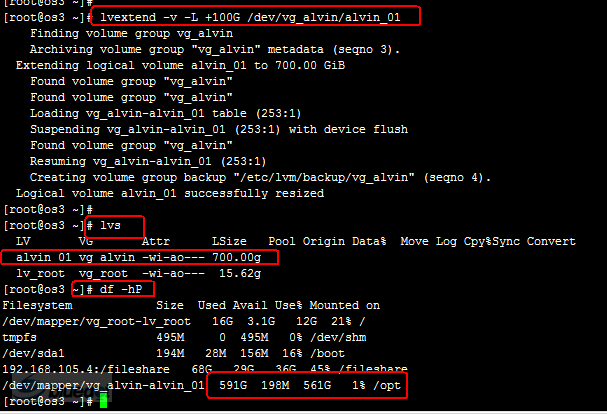 [root@os3 ~]#
[root@os3 ~]# lvextend -v -L +100G /dev/vg_alvin/alvin_01
Finding volume group vg_alvin
Archiving volume group "vg_alvin" metadata (seqno 3).
Extending logical volume alvin_01 to 700.00 GiB
Found volume group "vg_alvin"
Found volume group "vg_alvin"
Loading vg_alvin-alvin_01 table (253:1)
Suspending vg_alvin-alvin_01 (253:1) with device flush
Found volume group "vg_alvin"
Resuming vg_alvin-alvin_01 (253:1)
Creating volume group backup "/etc/lvm/backup/vg_alvin" (seqno 4).
Logical volume alvin_01 successfully resized
[root@os3 ~]#
[root@os3 ~]# lvs
LV VG Attr LSize Pool Origin Data% Move Log Cpy%Sync Convert
alvin_01 vg_alvin -wi-ao--- 700.00g
lv_root vg_root -wi-ao--- 15.62g
[root@os3 ~]# df -hP
Filesystem Size Used Avail Use% Mounted on
/dev/mapper/vg_root-lv_root 16G 3.1G 12G 21% /
tmpfs 495M 0 495M 0% /dev/shm
/dev/sda1 194M 28M 156M 16% /boot
192.168.105.4:/fileshare 68G 29G 36G 45% /fileshare
/dev/mapper/vg_alvin-alvin_01 591G 198M 561G 1% /opt
[root@os3 ~]#